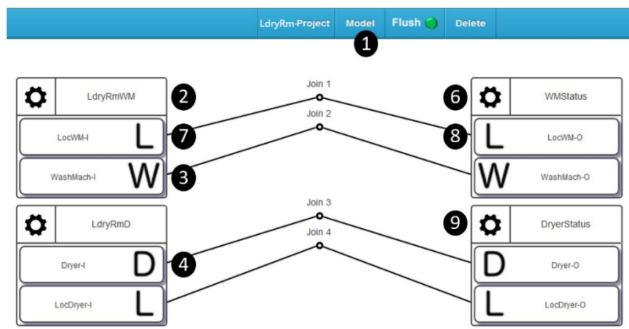 LdryRm-Project Model Flush Delete
1
LdryRmWM 2
LocWM-I L 7
WashMach-I W 3
Join 1
Join 2
6 WMStatus
8 L LocWM-O
W WashMach-O
LdryRmD
Dryer-I D 4
LocDryer-I L
Join 3
Join 4
9 DryerStatus
D Dryer-O
L LocDryer-O